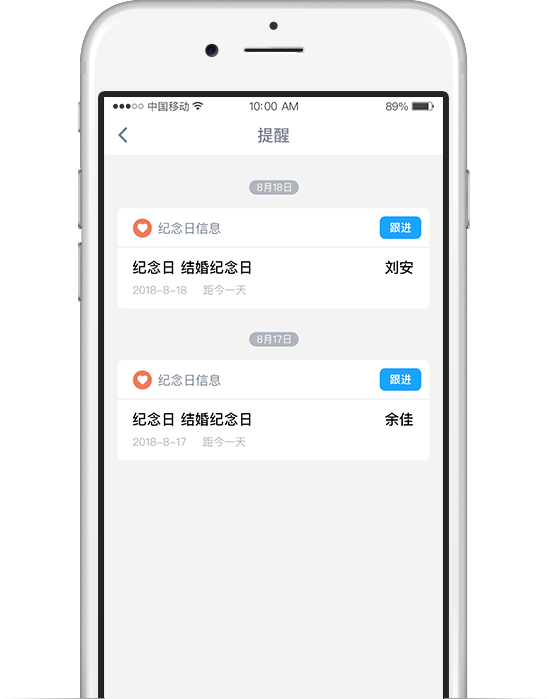 中国移动 10:00 AM 89%
提醒
8月18日
纪念日信息 跟进
纪念日 结婚纪念日 刘安
2018-8-18 距今一天
8月17日
纪念日信息 跟进
纪念日 结婚纪念日 余佳
2018-8-17 距今一天